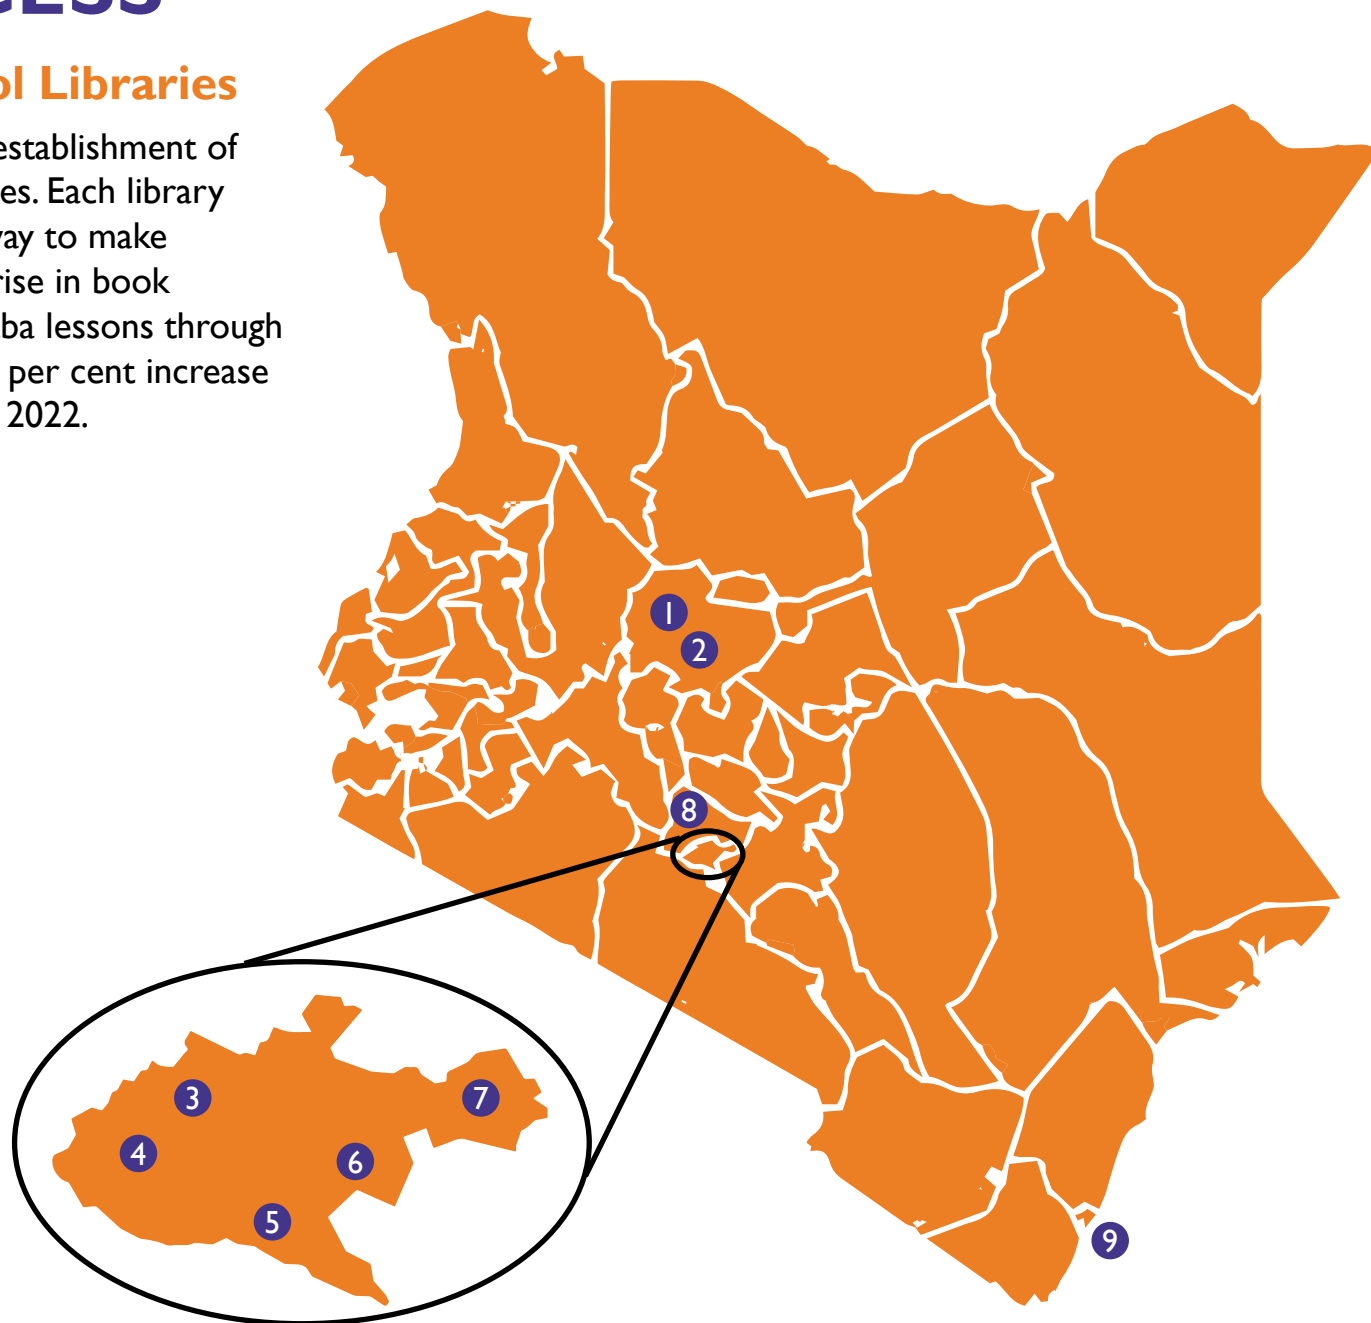 ol Libraries
establishment of
es. Each library
way to make
rise in book
ba lessons through
per cent increase
2022.
1
2
8
3
7
4
6
5
9